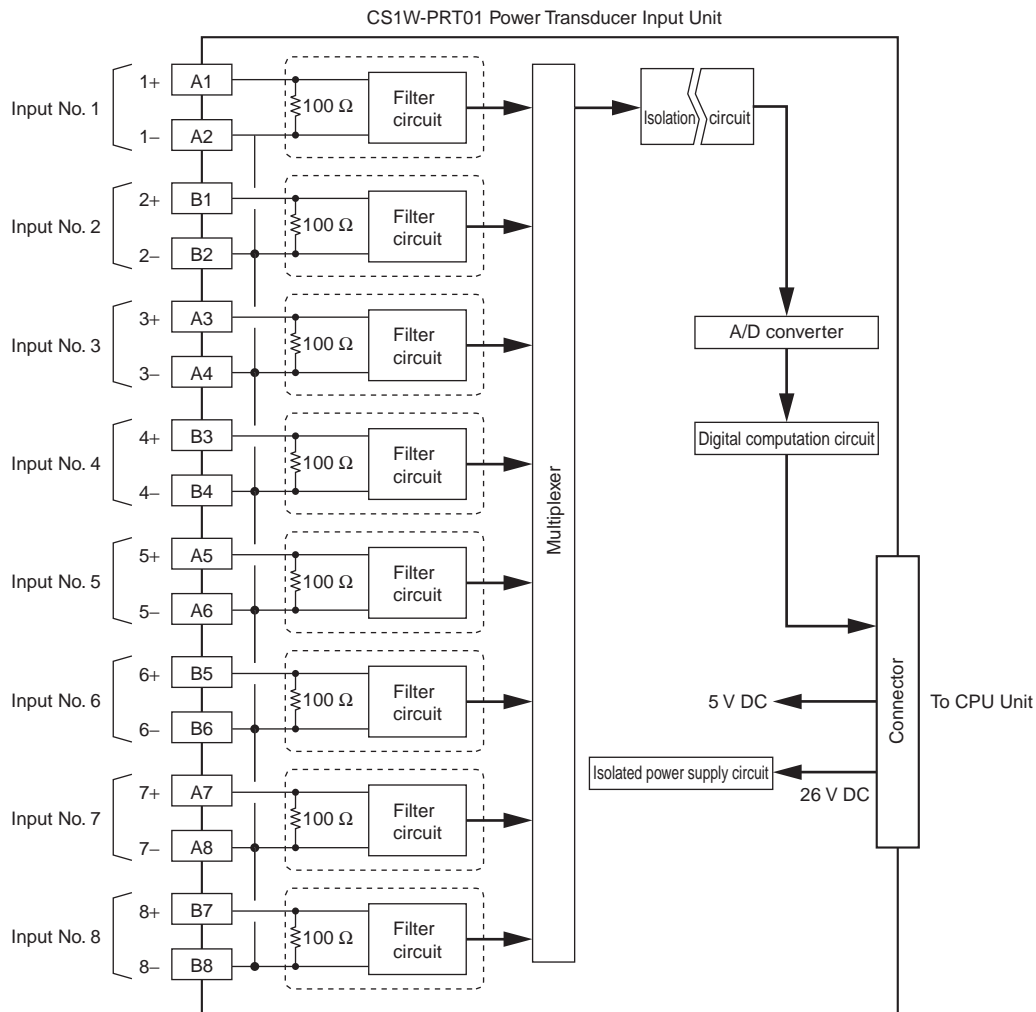 CS1W-PRT01 Power Transducer Input Unit
Input No. 1
1+
A1
1−
A2
100 Ω
Filter
circuit
Input No. 2
2+
B1
2−
B2
100 Ω
Filter
circuit
Input No. 3
3+
A3
3−
A4
100 Ω
Filter
circuit
Input No. 4
4+
B3
4−
B4
100 Ω
Filter
circuit
Input No. 5
5+
A5
5−
A6
100 Ω
Filter
circuit
Input No. 6
6+
B5
6−
B6
100 Ω
Filter
circuit
Input No. 7
7+
A7
7−
A8
100 Ω
Filter
circuit
Input No. 8
8+
B7
8−
B8
100 Ω
Filter
circuit
Multiplexer
Isolation circuit
A/D converter
Digital computation circuit
Connector
To CPU Unit
5 V DC
Isolated power supply circuit
26 V DC